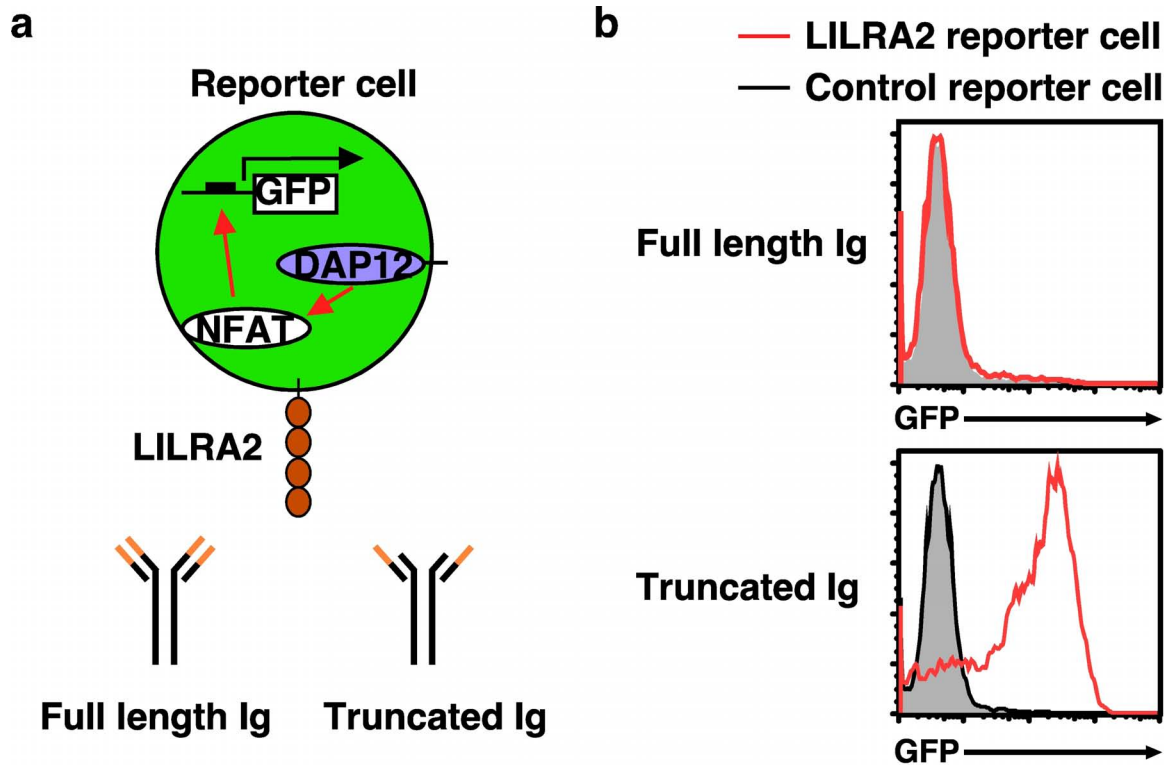 a
Reporter cell
GFP
DAP12
NFAT
LILRA2
Full length Ig
Truncated Ig
b
LILRA2 reporter cell
Control reporter cell
Full length Ig
GFP
Truncated Ig
GFP